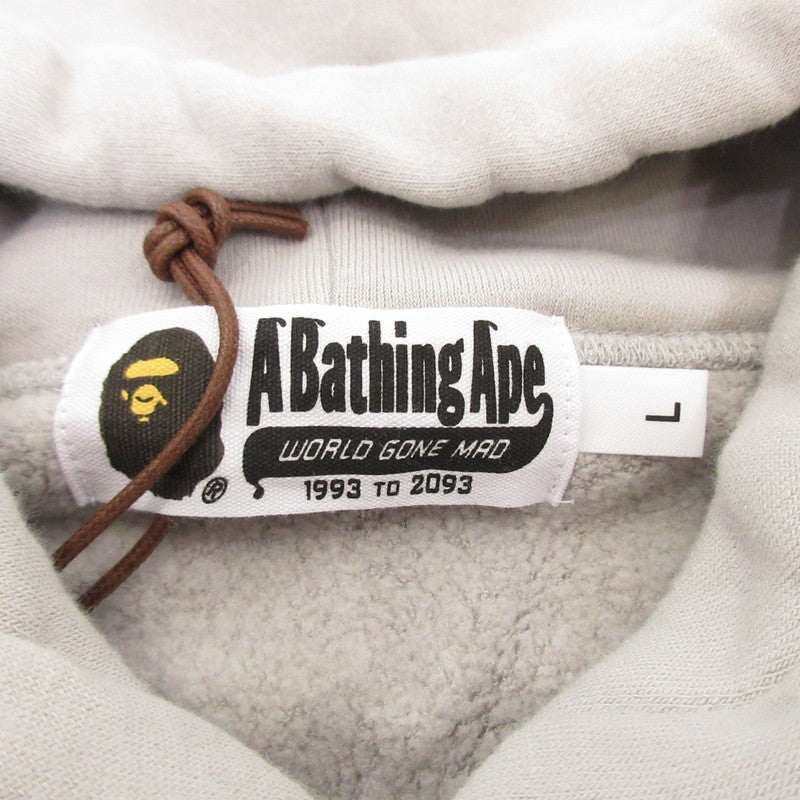 A Bathing Ape
WORLD GONE MAD
1993 TO 2093
®
L